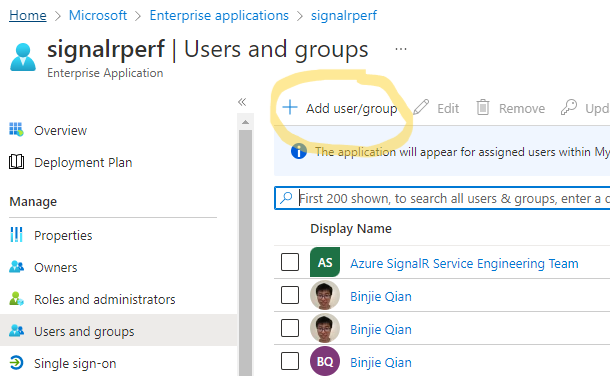 Home > Microsoft > Enterprise applications > signalrperf
signalrperf | Users and groups ...
Enterprise Application
«
+ Add user/group Edit Remove Upd
Overview
Deployment Plan
Manage
Properties
Owners
Roles and administrators
Users and groups
Single sign-on
The application will appear for assigned users within My
First 200 shown, to search all users & groups, enter a d
Display Name
AS Azure SignalR Service Engineering Team
Binjie Qian
Binjie Qian
BQ Binjie Qian